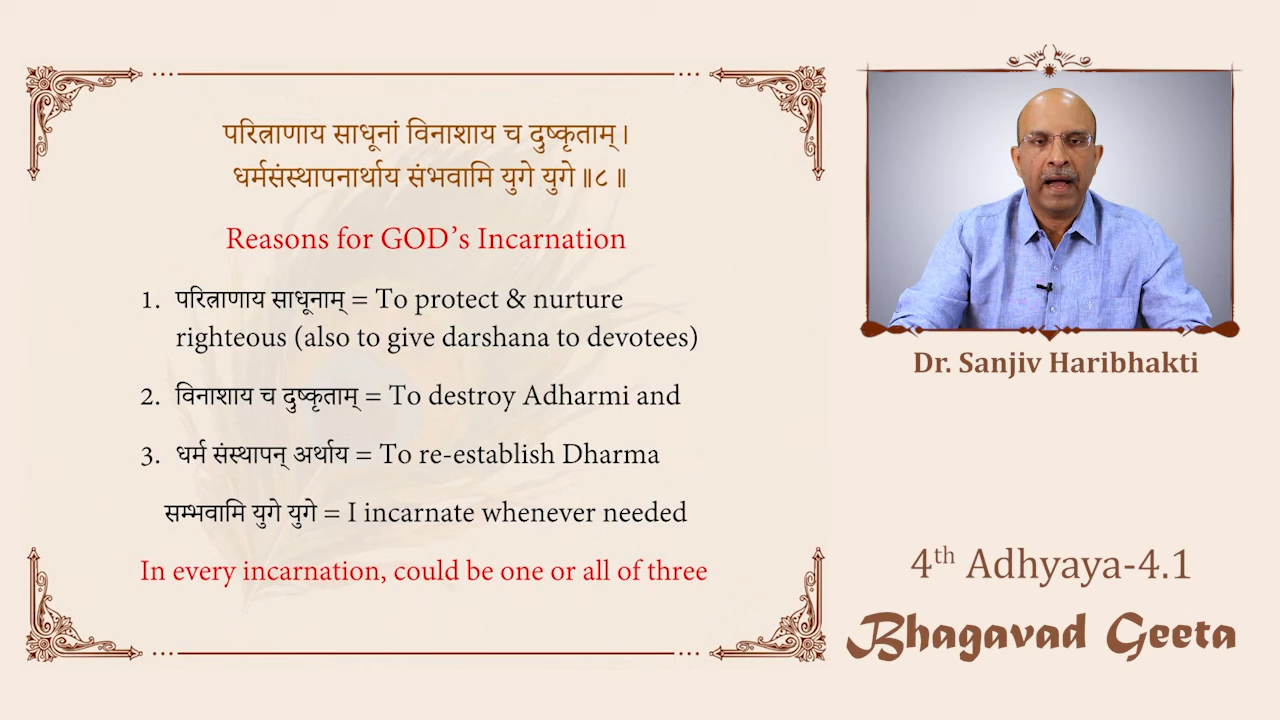 परित्राणाय साधूनां विनाशाय च दुष्कृताम् ।
धर्मसंस्थापनार्थाय संभवामि युगे युगे ॥८॥
Reasons for GOD's Incarnation
1. परित्राणाय साधूनाम् = To protect & nurture
righteous (also to give darshana to devotees)
2. विनाशाय च दुष्कृताम् = To destroy Adharmi and
3. धर्म संस्थापन् अर्थाय = To re-establish Dharma
सम्भवामि युगे युगे = I incarnate whenever needed
In every incarnation, could be one or all of three
Dr. Sanjiv Haribhakti
4th Adhyaya-4.1
Bhagavad Geeta